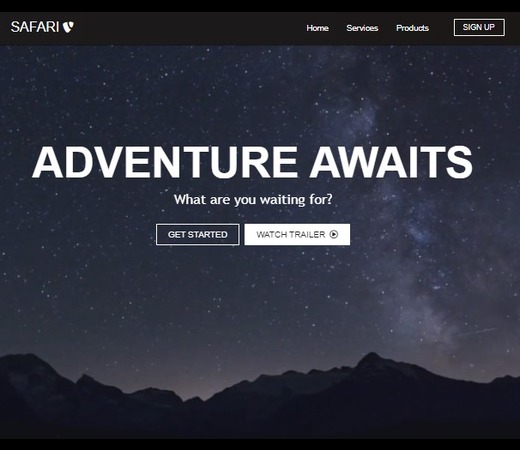 SAFARI
Home Services Products SIGN UP
ADVENTURE AWAITS
What are you waiting for?
GET STARTED WATCH TRAILER